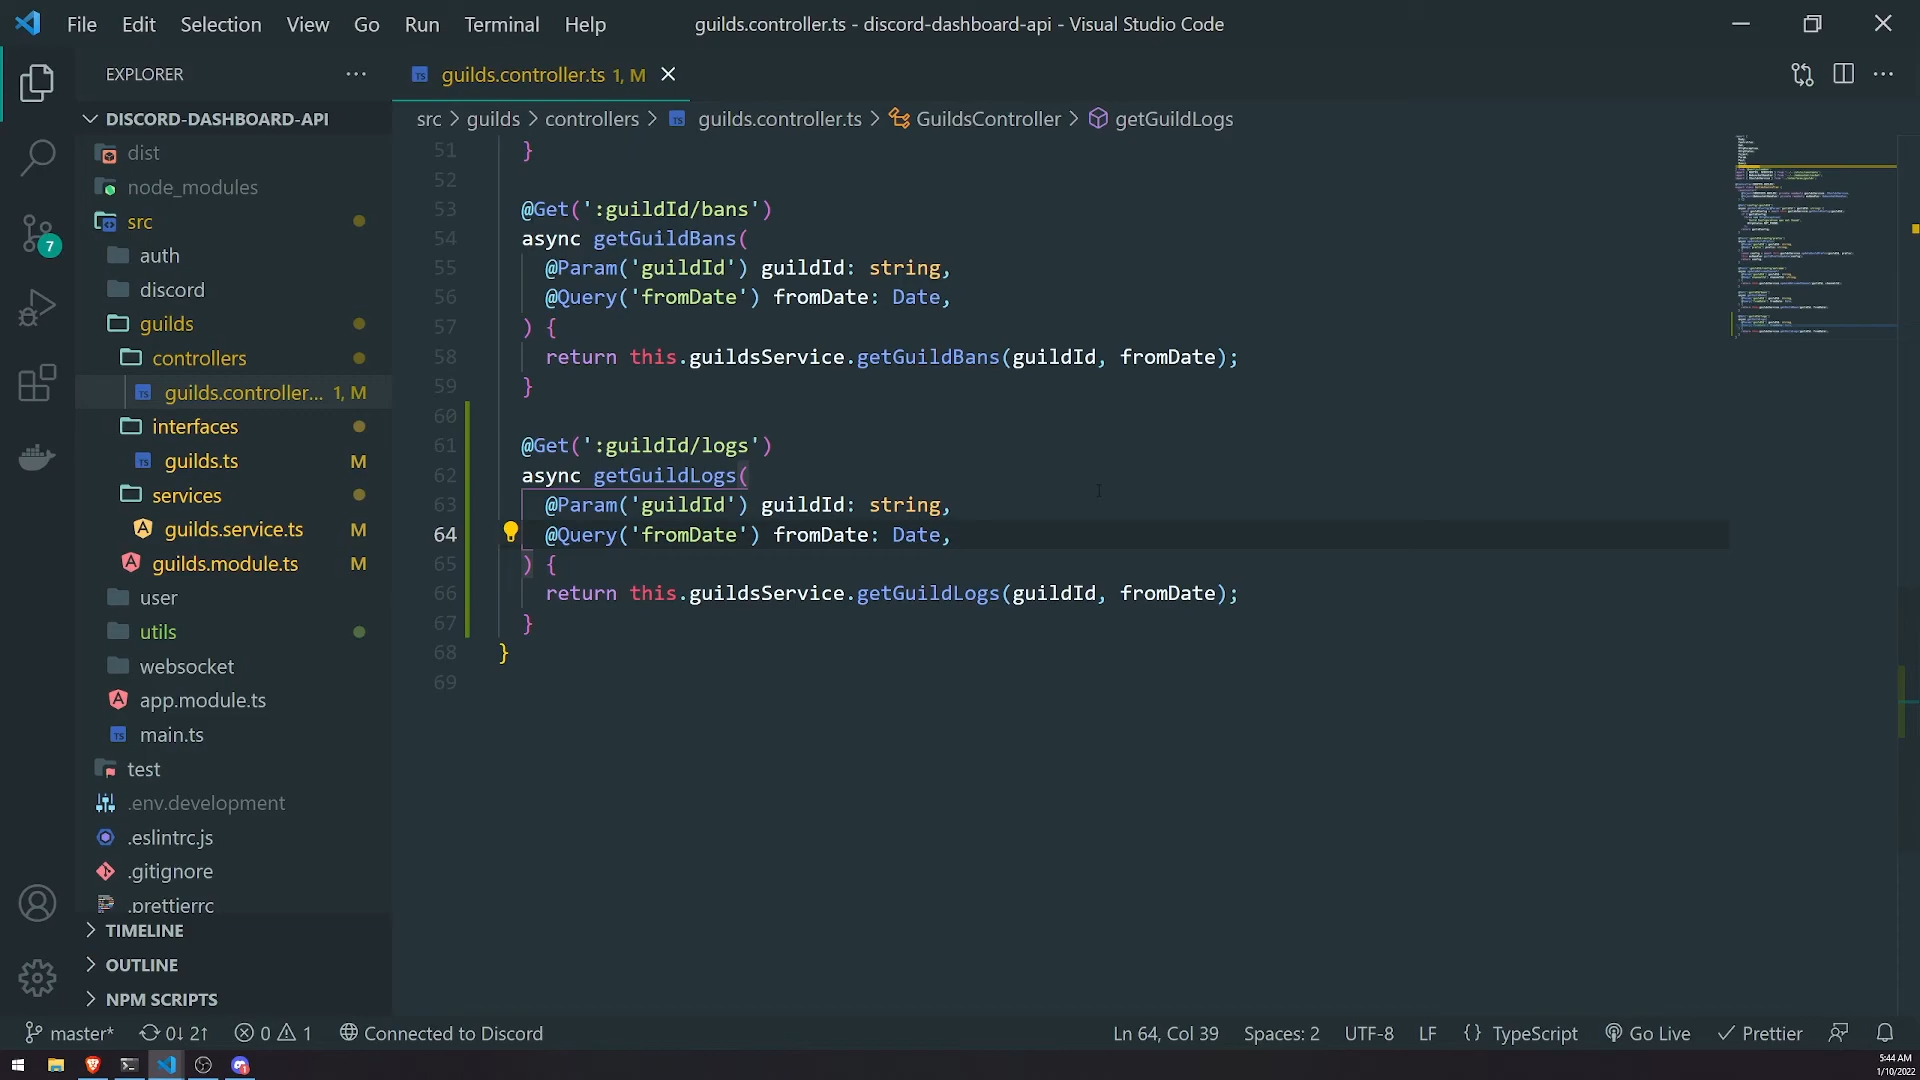 File Edit Selection View Go Run Terminal Help
guilds.controller.ts - discord-dashboard-api - Visual Studio Code
EXPLORER
guilds.controller.ts 1, M
DISCORD-DASHBOARD-API
src > guilds > controllers > TS guilds.controller.ts > GuildsController > getGuildLogs
dist
node_modules
src
auth
discord
guilds
controllers
TS guilds.controller... 1, M
interfaces
TS guilds.ts M
services
guilds.service.ts M
guilds.module.ts M
user
utils
websocket
app.module.ts
TS main.ts
test
.env.development
.eslintrc.js
.gitignore
.prettierrc
TIMELINE
OUTLINE
NPM SCRIPTS
7
51 }
52
53 @Get(':guildId/bans')
54 async getGuildBans(
55 @Param('guildId') guildId: string,
56 @Query('fromDate') fromDate: Date,
57 ) {
58 return this.guildsService.getGuildBans(guildId, fromDate);
59 }
60
61 @Get(':guildId/logs')
62 async getGuildLogs(
63 @Param('guildId') guildId: string,
64 @Query('fromDate') fromDate: Date,
65 ) {
66 return this.guildsService.getGuildLogs(guildId, fromDate);
67 }
68 }
69
master* 0↓ 2↑ 0 1 Connected to Discord
Ln 64, Col 39 Spaces: 2 UTF-8 LF {} TypeScript Go Live Prettier
5:44 AM
1/10/2022